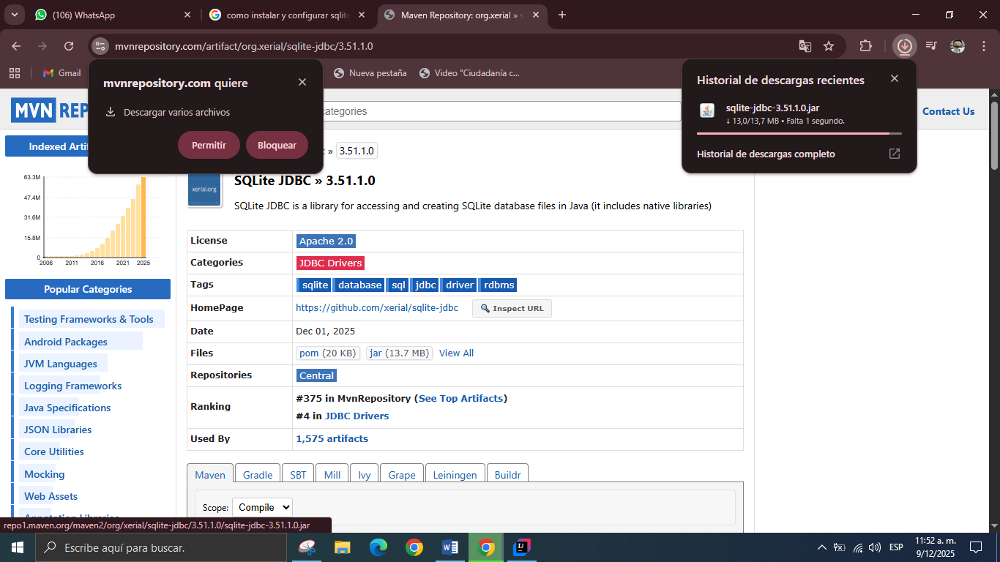 (106) WhatsApp
como instalar y configurar sqlite
Maven Repository: org.xerial » s
mvnrepository.com/artifact/org.xerial/sqlite-jdbc/3.51.1.0
Gmail
Nueva pestaña
Video "Ciudadanía c...
mvnrepository.com quiere
Descargar varios archivos
Permitir
Bloquear
Historial de descargas recientes
sqlite-jdbc-3.51.1.0.jar
↓ 13,0/13,7 MB • Falta 1 segundo.
Historial de descargas completo
MVN REP
categories
Contact Us
Indexed Artif
63.3M
47.4M
31.6M
15.8M
0
2006 2011 2016 2021 2025
Popular Categories
Testing Frameworks & Tools
Android Packages
JVM Languages
Logging Frameworks
Java Specifications
JSON Libraries
Core Utilities
Mocking
Web Assets
Annotation Libraries
c » 3.51.1.0
xerial.org
SQLite JDBC » 3.51.1.0
SQLite JDBC is a library for accessing and creating SQLite database files in Java (it includes native libraries)
License Apache 2.0
Categories JDBC Drivers
Tags sqlite database sql jdbc driver rdbms
HomePage https://github.com/xerial/sqlite-jdbc 🔍 Inspect URL
Date Dec 01, 2025
Files pom (20 KB) jar (13.7 MB) View All
Repositories Central
Ranking #375 in MvnRepository (See Top Artifacts)
#4 in JDBC Drivers
Used By 1,575 artifacts
Maven Gradle SBT Mill Ivy Grape Leiningen Buildr
Scope: Compile
repo1.maven.org/maven2/org/xerial/sqlite-jdbc/3.51.1.0/sqlite-jdbc-3.51.1.0.jar
Escribe aquí para buscar.
W
IJ
ESP
11:52 a. m.
9/12/2025